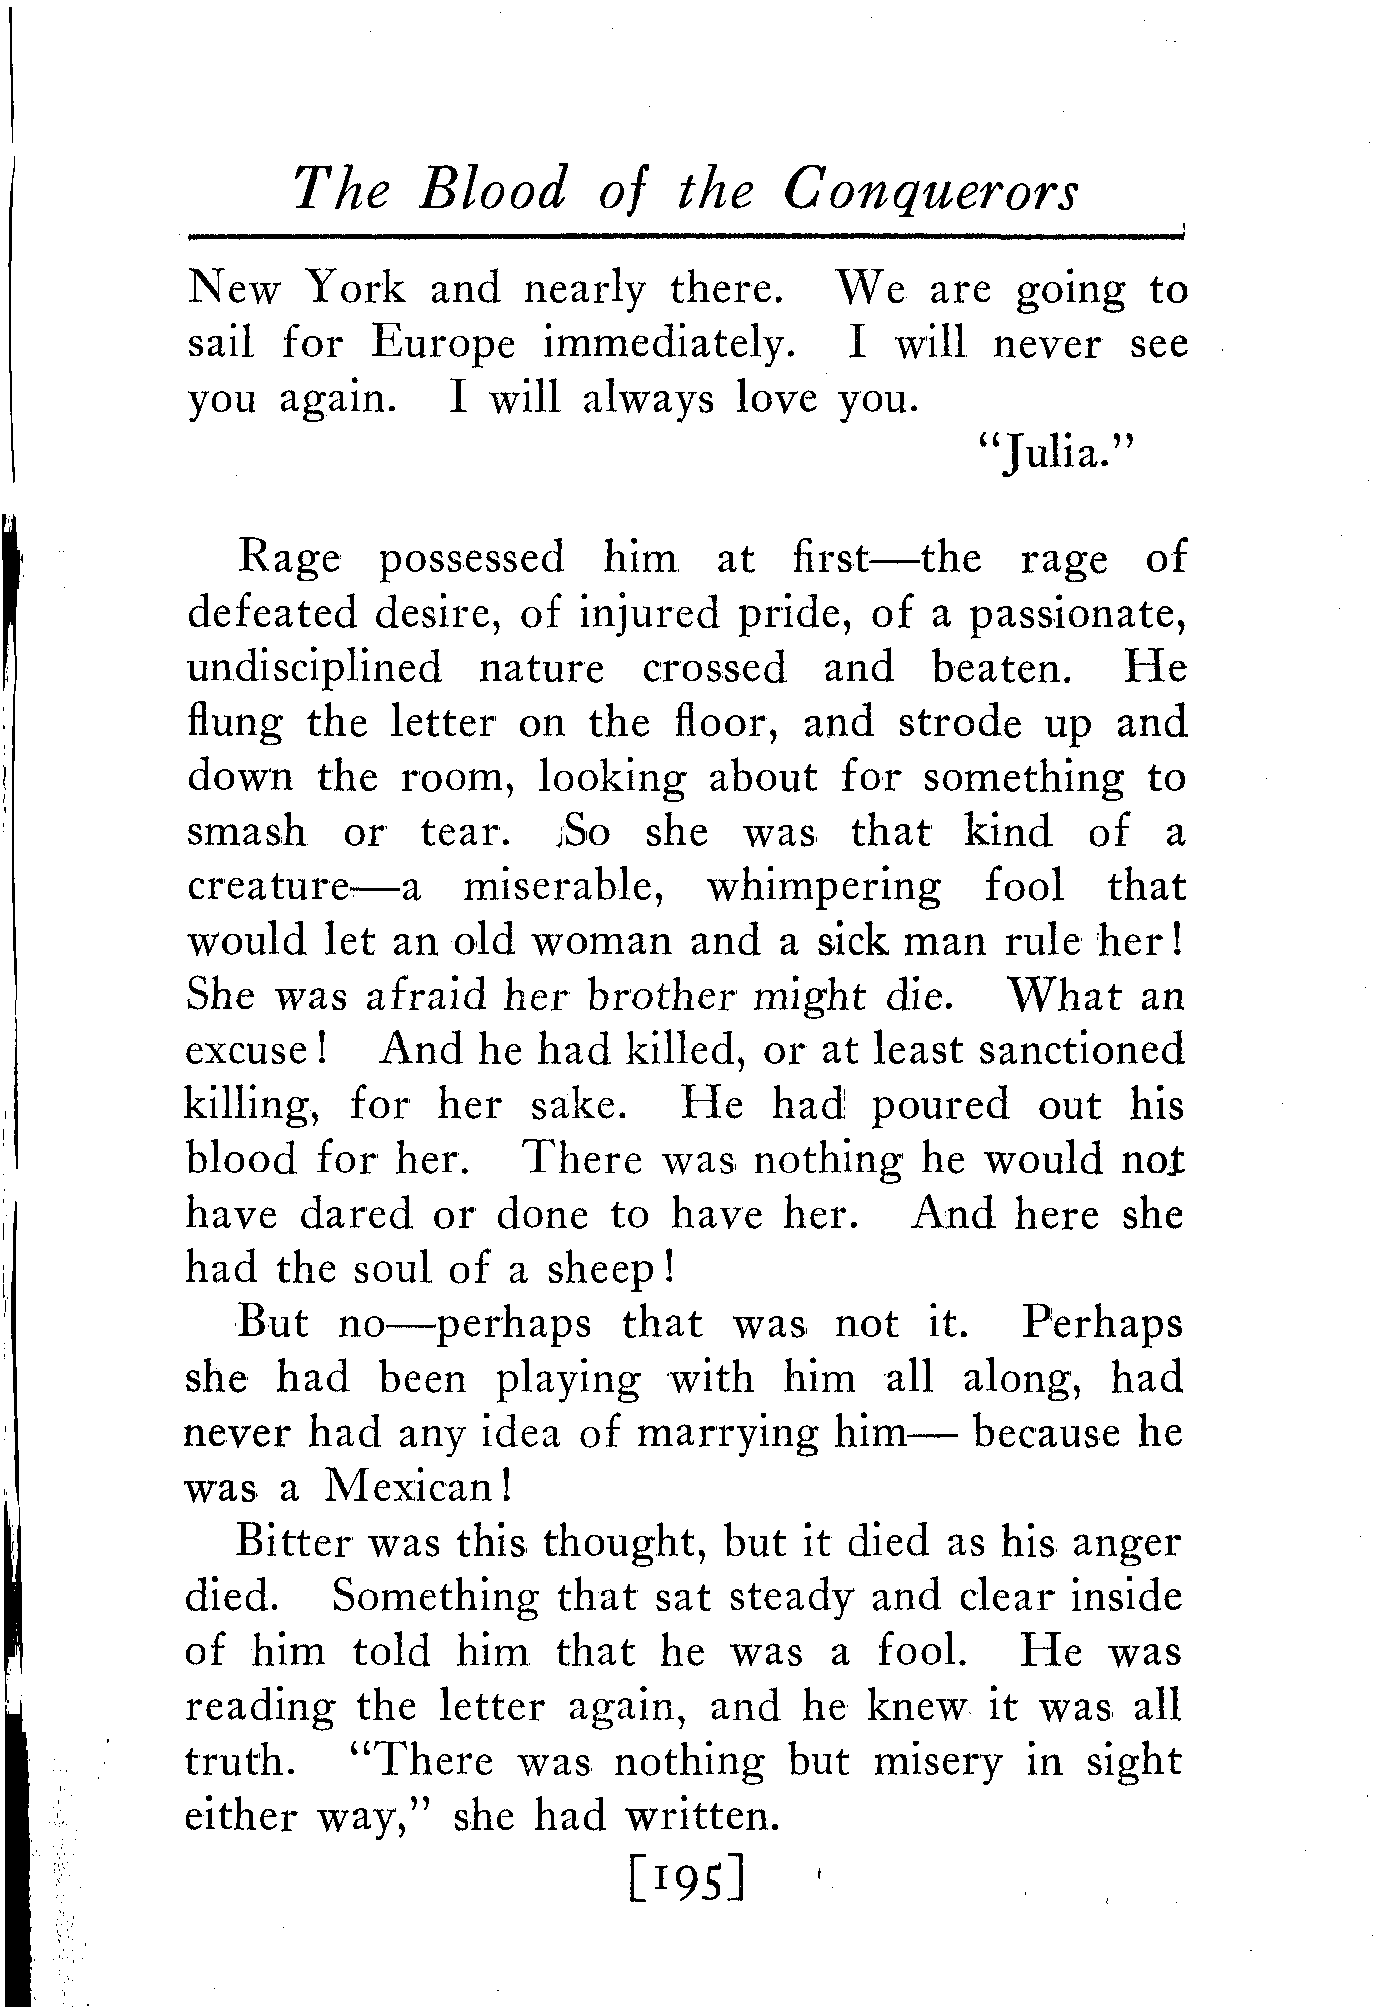 The Blood of the Conquerors
New York and nearly there. We are going to
sail for Europe immediately. I will never see
you again. I will always love you.
"Julia."
Rage possessed him at first—the rage of
defeated desire, of injured pride, of a passionate,
undisciplined nature crossed and beaten. He
flung the letter on the floor, and strode up and
down the room, looking about for something to
smash or tear. So she was that kind of a
creature—a miserable, whimpering fool that
would let an old woman and a sick man rule her!
She was afraid her brother might die. What an
excuse! And he had killed, or at least sanctioned
killing, for her sake. He had poured out his
blood for her. There was nothing he would not
have dared or done to have her. And here she
had the soul of a sheep!
But no—perhaps that was not it. Perhaps
she had been playing with him all along, had
never had any idea of marrying him— because he
was a Mexican!
Bitter was this thought, but it died as his anger
died. Something that sat steady and clear inside
of him told him that he was a fool. He was
reading the letter again, and he knew it was all
truth. "There was nothing but misery in sight
either way," she had written.
[195]